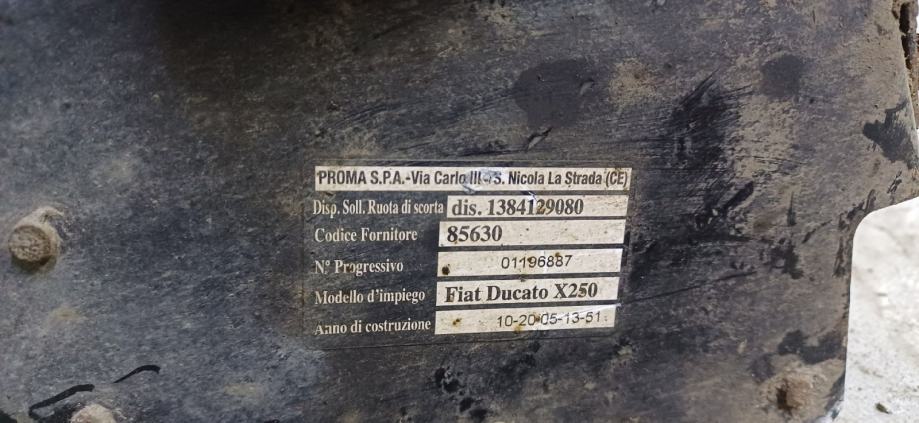 PROMA S.P.A.-Via Carlo III-S. Nicola La Strada (CE)
Disp. Soll. Ruota di scorta dis. 1384129080
Codice Fornitore 85630
N° Progressivo 01196887
Modello d'impiego Fiat Ducato X250
Anno di costruzione 10-20-05-13-51